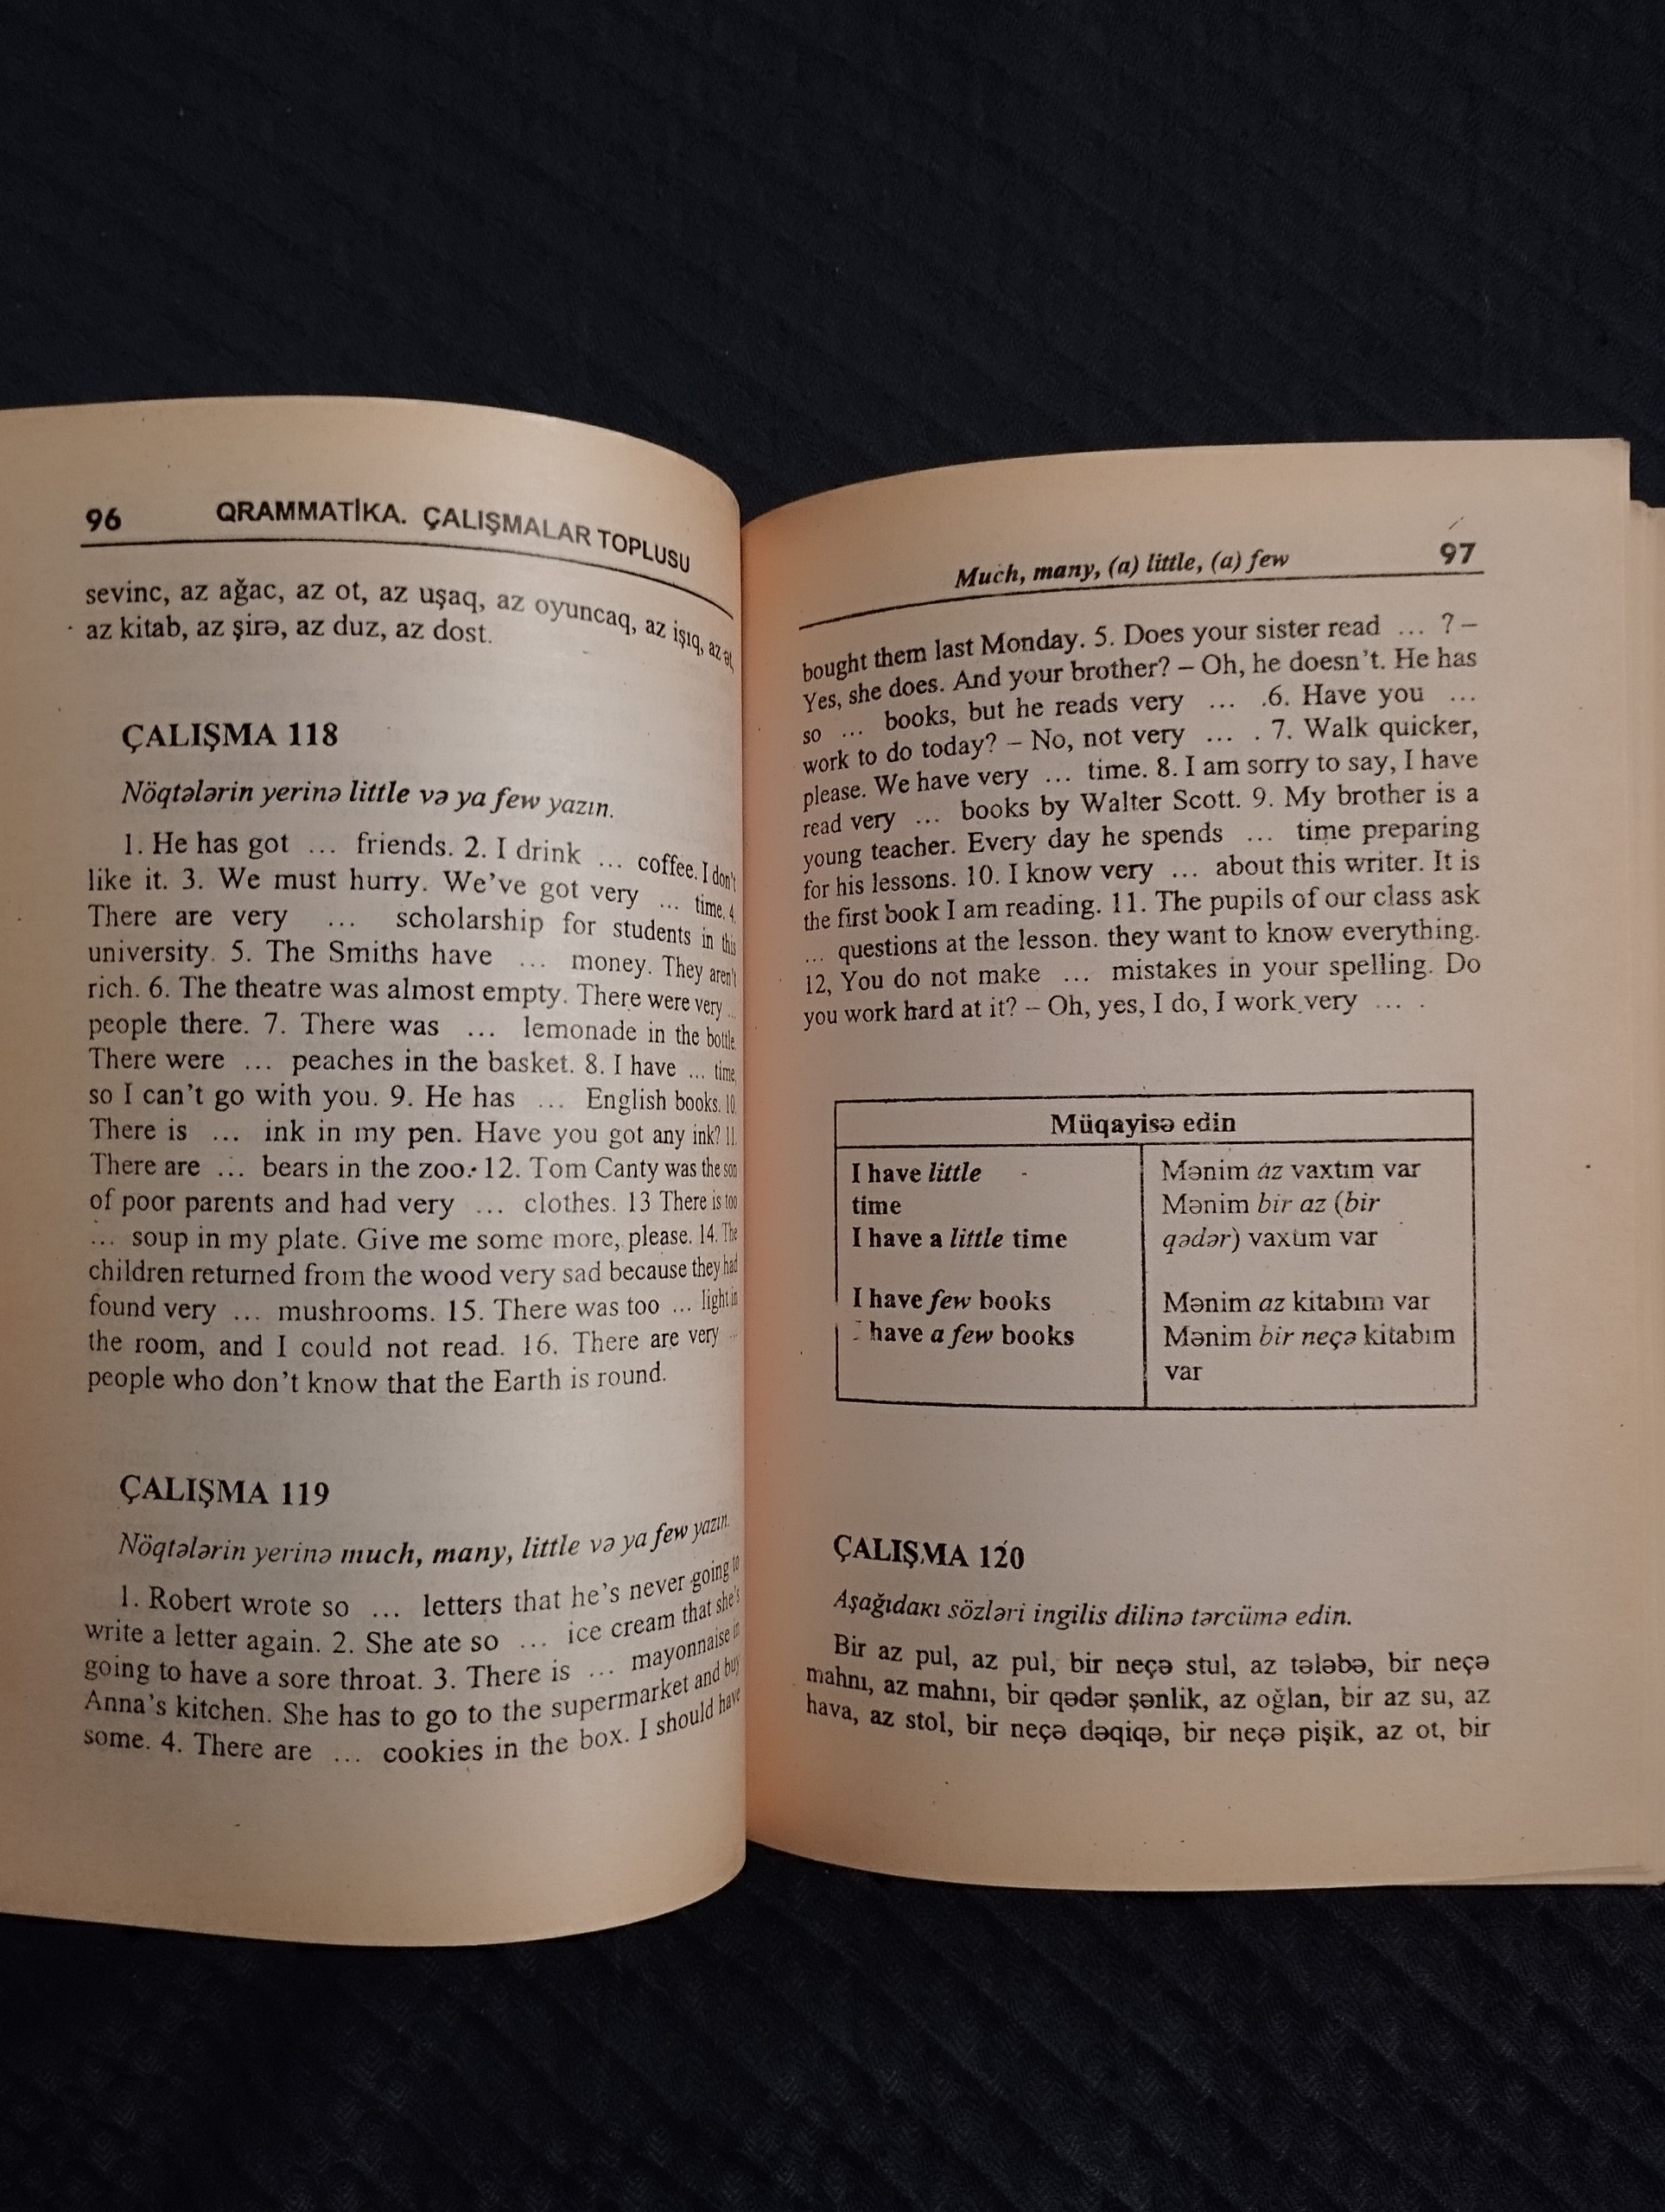 96 QRAMMATİKA. ÇALIŞMALAR TOPLUSU
sevinc, az ağac, az ot, az uşaq, az oyuncaq, az işıq, az ət,
az kitab, az şirə, az duz, az dost.
ÇALIŞMA 118
Nöqtələrin yerinə little və ya few yazın.
1. He has got ... friends. 2. I drink ... coffee. I don't
like it. 3. We must hurry. We've got very ... time. 4.
There are very ... scholarship for students in this
university. 5. The Smiths have ... money. They aren't
rich. 6. The theatre was almost empty. There were very ...
people there. 7. There was ... lemonade in the bottle.
There were ... peaches in the basket. 8. I have ... time,
so I can't go with you. 9. He has ... English books. 10.
There is ... ink in my pen. Have you got any ink? 11.
There are ... bears in the zoo. 12. Tom Canty was the son
of poor parents and had very ... clothes. 13 There is too
... soup in my plate. Give me some more, please. 14. The
children returned from the wood very sad because they had
found very ... mushrooms. 15. There was too ... light in
the room, and I could not read. 16. There are very ...
people who don't know that the Earth is round.
ÇALIŞMA 119
Nöqtələrin yerinə much, many, little və ya few yazın.
1. Robert wrote so ... letters that he's never going to
write a letter again. 2. She ate so ... ice cream that she's
going to have a sore throat. 3. There is ... mayonnaise in
Anna's kitchen. She has to go to the supermarket and buy
some. 4. There are ... cookies in the box. I should have
Much, many, (a) little, (a) few 97
bought them last Monday. 5. Does your sister read ... ? –
Yes, she does. And your brother? – Oh, he doesn't. He has
so ... books, but he reads very ... .6. Have you ...
work to do today? – No, not very ... . 7. Walk quicker,
please. We have very ... time. 8. I am sorry to say, I have
read very ... books by Walter Scott. 9. My brother is a
young teacher. Every day he spends ... time preparing
for his lessons. 10. I know very ... about this writer. It is
the first book I am reading. 11. The pupils of our class ask
... questions at the lesson. they want to know everything.
12, You do not make ... mistakes in your spelling. Do
you work hard at it? – Oh, yes, I do, I work very ... .
Müqayisə edin
I have little
time
I have a little time
I have few books
I have a few books
Mənim az vaxtım var
Mənim bir az (bir
qədər) vaxtım var
Mənim az kitabım var
Mənim bir neçə kitabım
var
ÇALIŞMA 120
Aşağıdakı sözləri ingilis dilinə tərcümə edin.
Bir az pul, az pul, bir neçə stul, az tələbə, bir neçə
mahnı, az mahnı, bir qədər şənlik, az oğlan, bir az su, az
hava, az stol, bir neçə dəqiqə, bir neçə pişik, az ot, bir